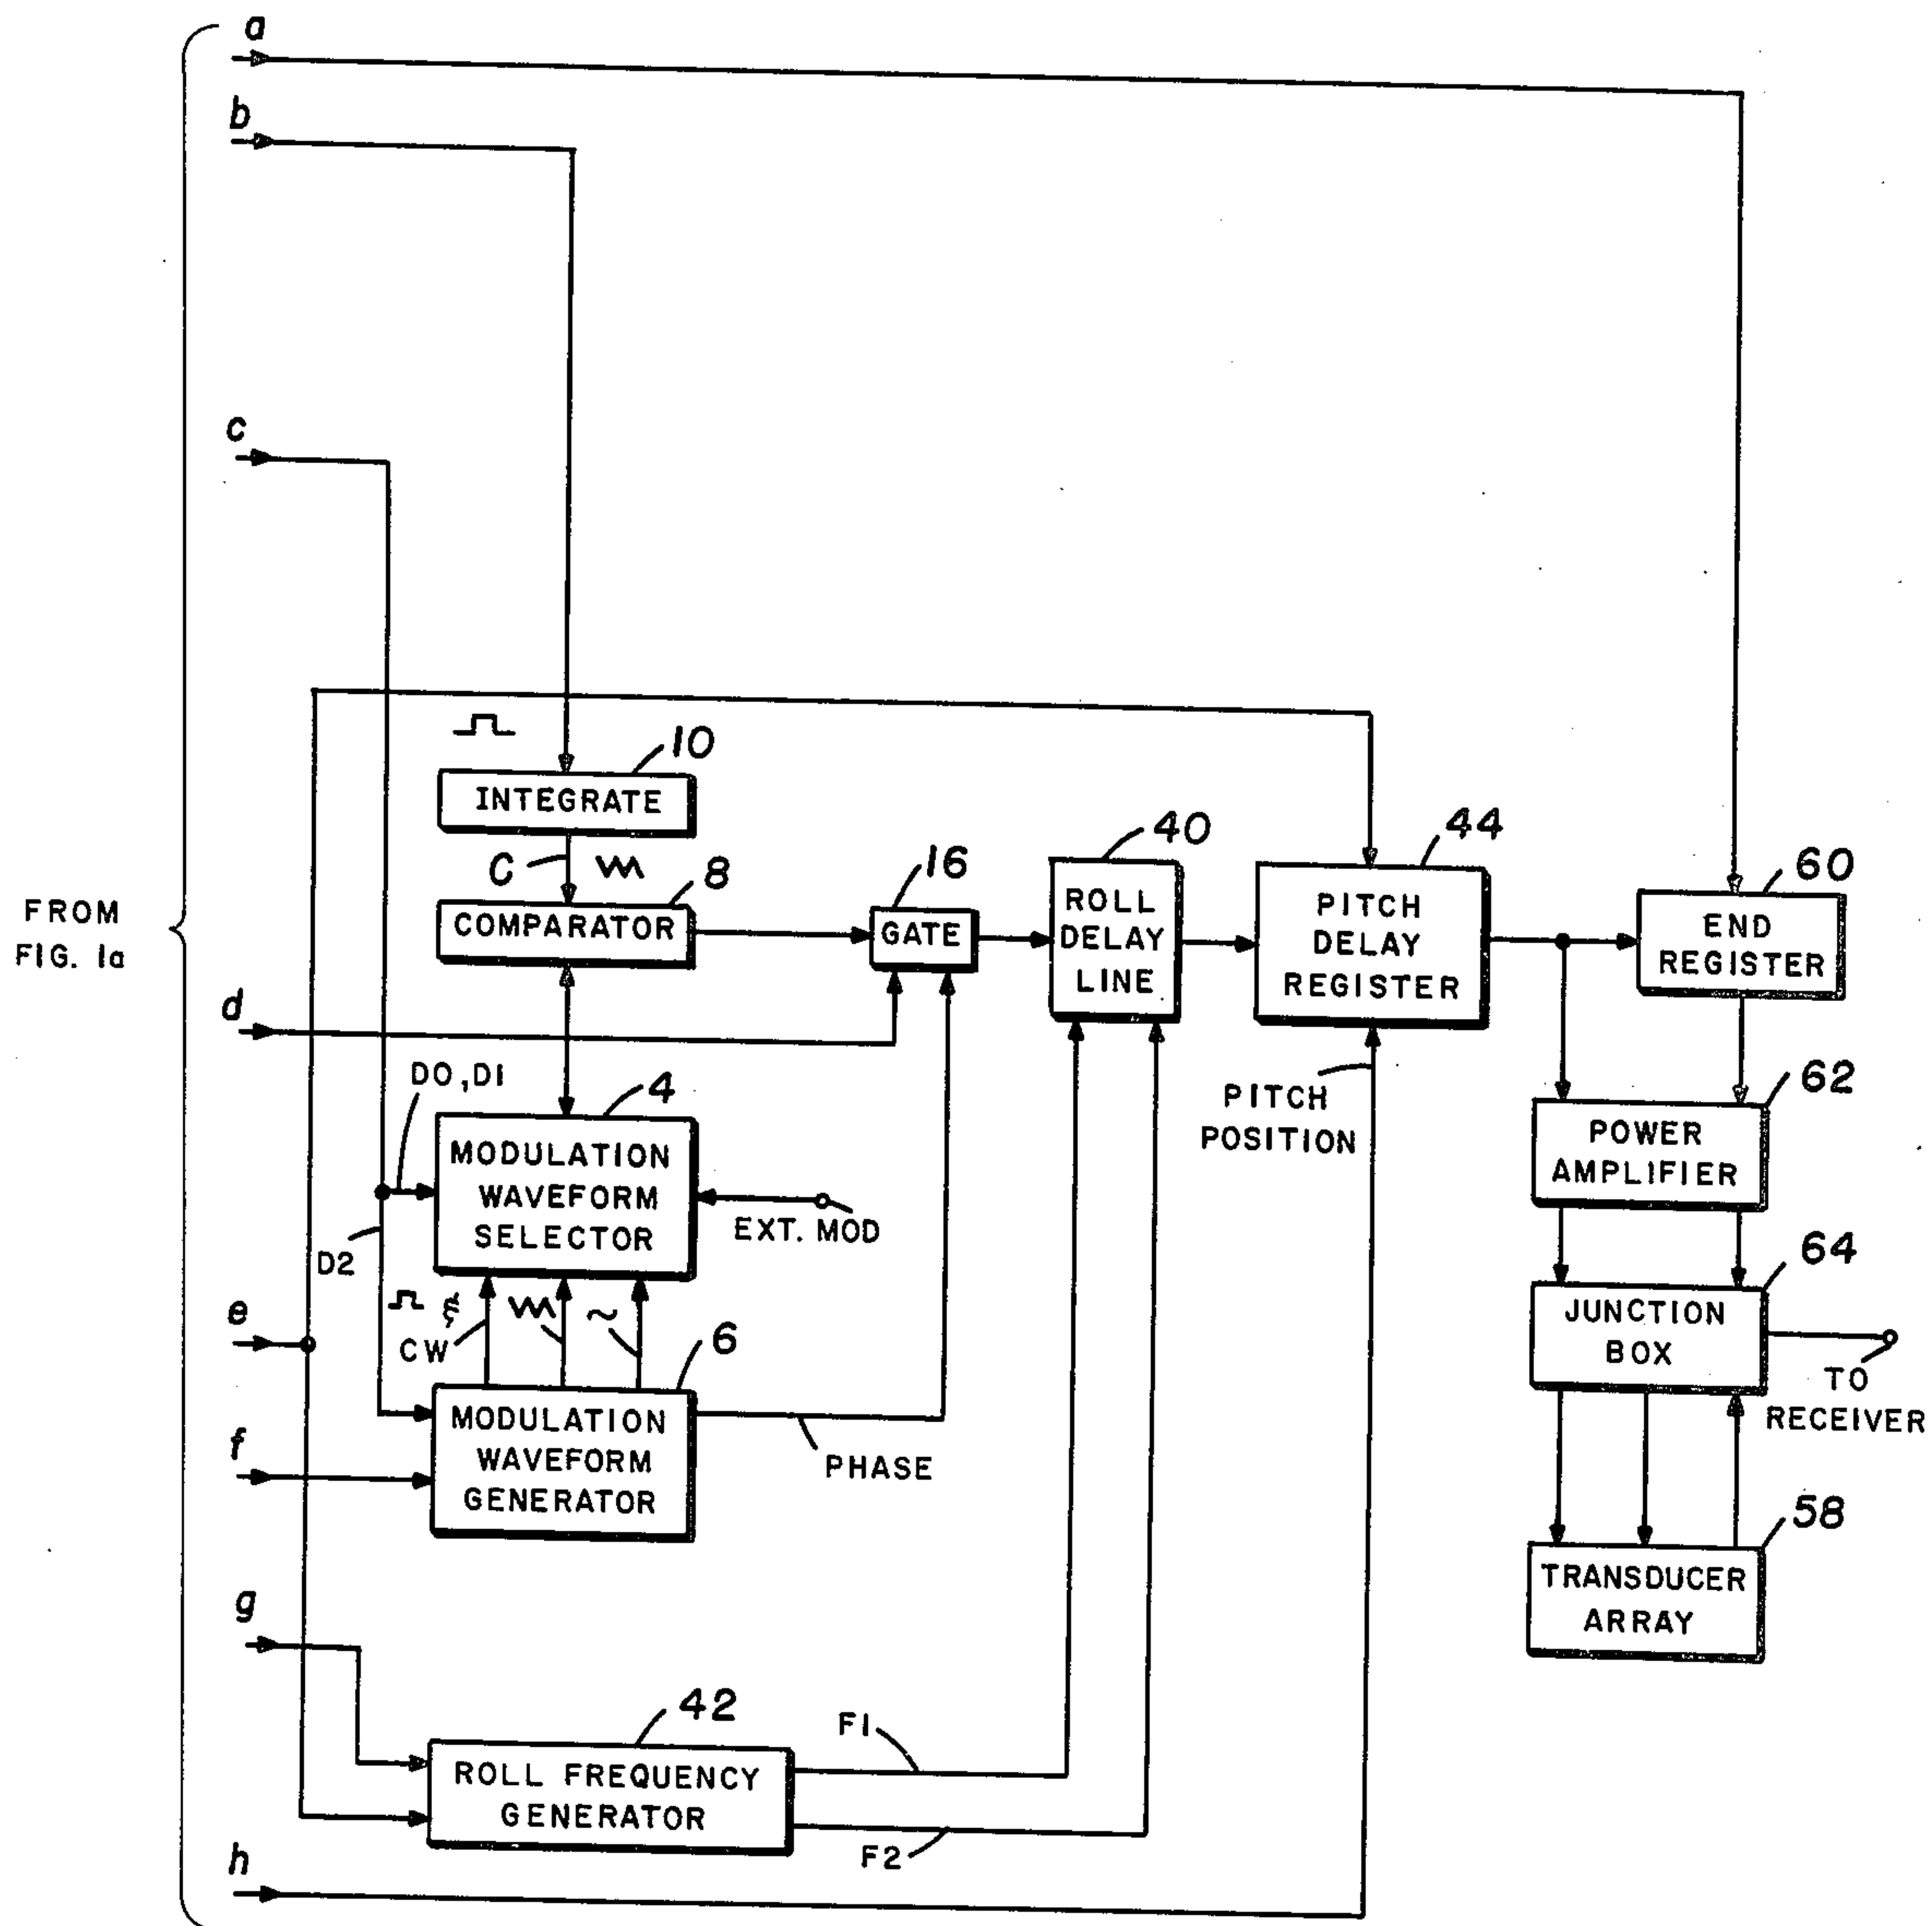 a
b
c
10
INTEGRATE
C
8
COMPARATOR
16
GATE
40
ROLL
DELAY
LINE
44
PITCH
DELAY
REGISTER
60
END
REGISTER
FROM
FIG. 1a
d
D0, D1
4
MODULATION
WAVEFORM
SELECTOR
EXT. MOD
D2
PITCH
POSITION
62
POWER
AMPLIFIER
64
JUNCTION
BOX
TO
RECEIVER
e
CW
6
MODULATION
WAVEFORM
GENERATOR
PHASE
f
58
TRANSDUCER
ARRAY
g
42
ROLL FREQUENCY
GENERATOR
F1
F2
h